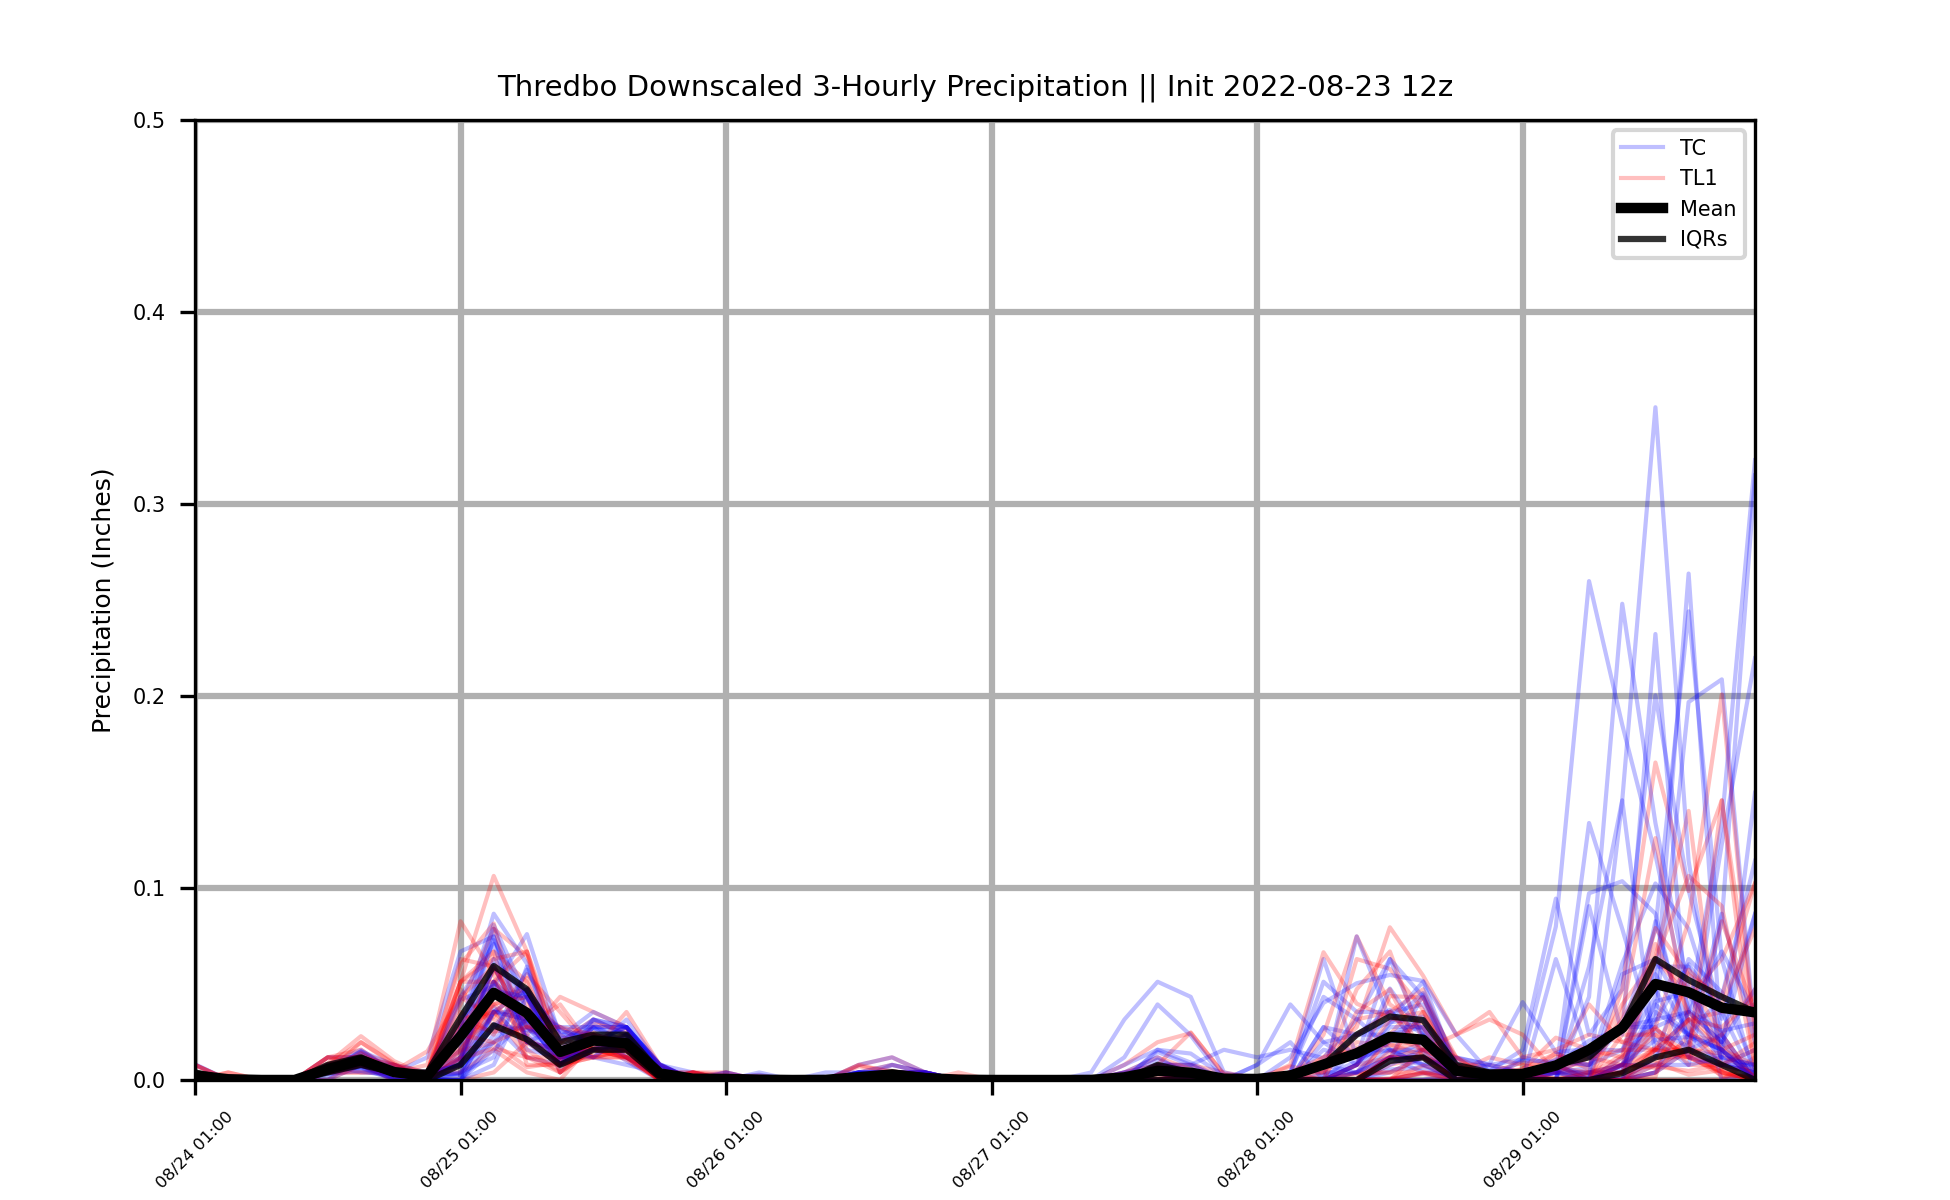 Thredbo Downscaled 3-Hourly Precipitation || Init 2022-08-23 12z
0.5
0.4
0.3
0.2
0.1
0.0
Precipitation (Inches)
TC
TL1
Mean
IQRs
08/24 01:00
08/25 01:00
08/26 01:00
08/27 01:00
08/28 01:00
08/29 01:00